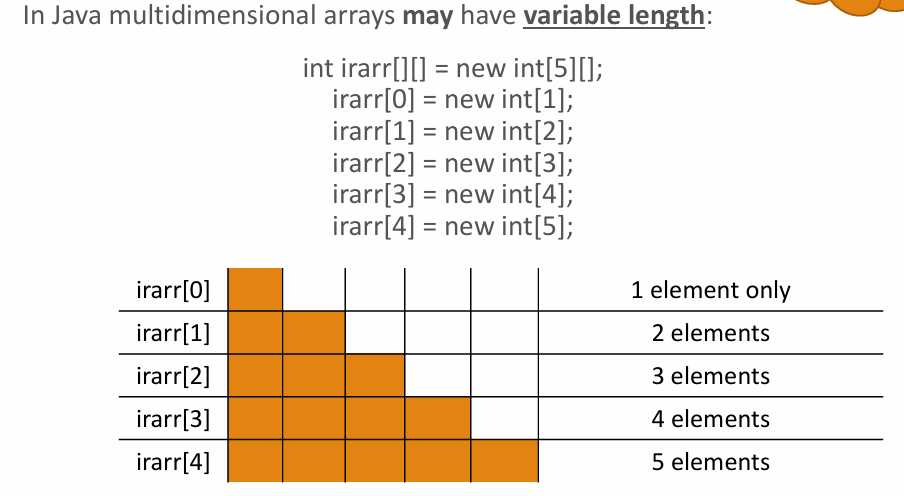 In Java multidimensional arrays may have variable length:
int irarr[][] = new int[5][];
irarr[0] = new int[1];
irarr[1] = new int[2];
irarr[2] = new int[3];
irarr[3] = new int[4];
irarr[4] = new int[5];
irarr[0] 1 element only
irarr[1] 2 elements
irarr[2] 3 elements
irarr[3] 4 elements
irarr[4] 5 elements